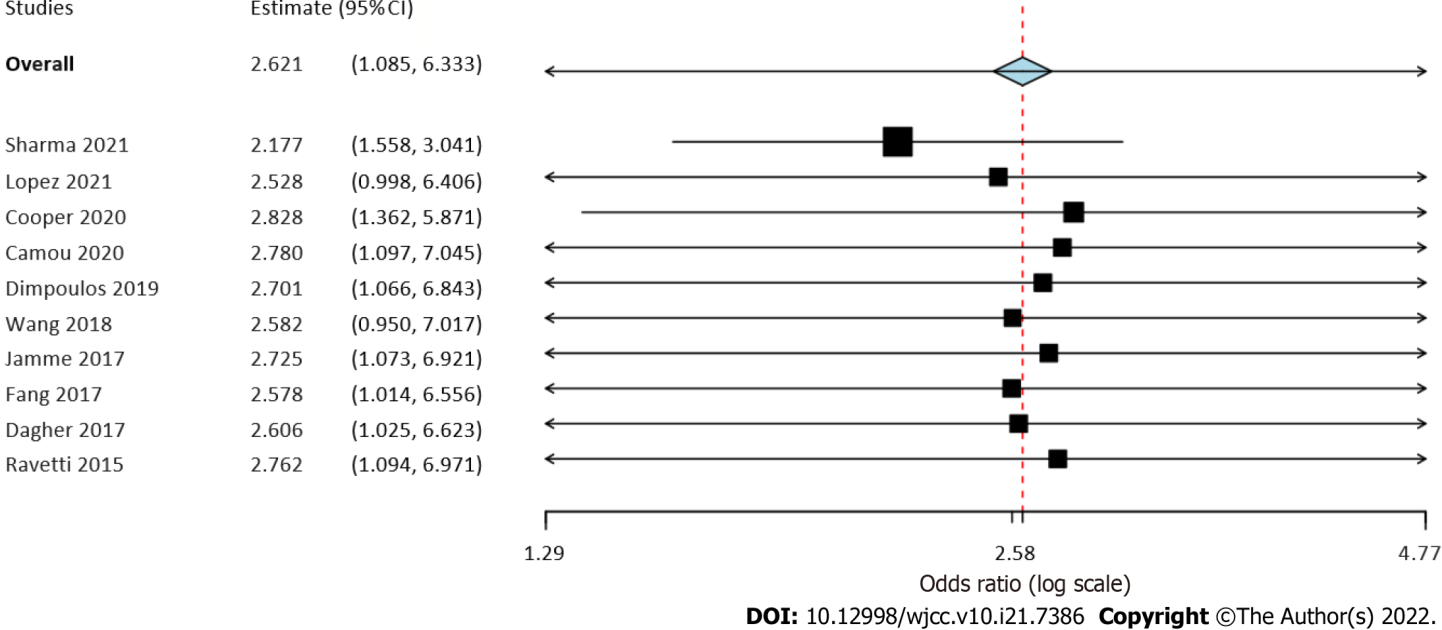 Studies Estimate (95%CI)
Overall 2.621 (1.085, 6.333)
Sharma 2021 2.177 (1.558, 3.041)
Lopez 2021 2.528 (0.998, 6.406)
Cooper 2020 2.828 (1.362, 5.871)
Camou 2020 2.780 (1.097, 7.045)
Dimpoulos 2019 2.701 (1.066, 6.843)
Wang 2018 2.582 (0.950, 7.017)
Jamme 2017 2.725 (1.073, 6.921)
Fang 2017 2.578 (1.014, 6.556)
Dagher 2017 2.606 (1.025, 6.623)
Ravetti 2015 2.762 (1.094, 6.971)
1.29 2.58 4.77
Odds ratio (log scale)
DOI: 10.12998/wjcc.v10.i21.7386 Copyright ©The Author(s) 2022.